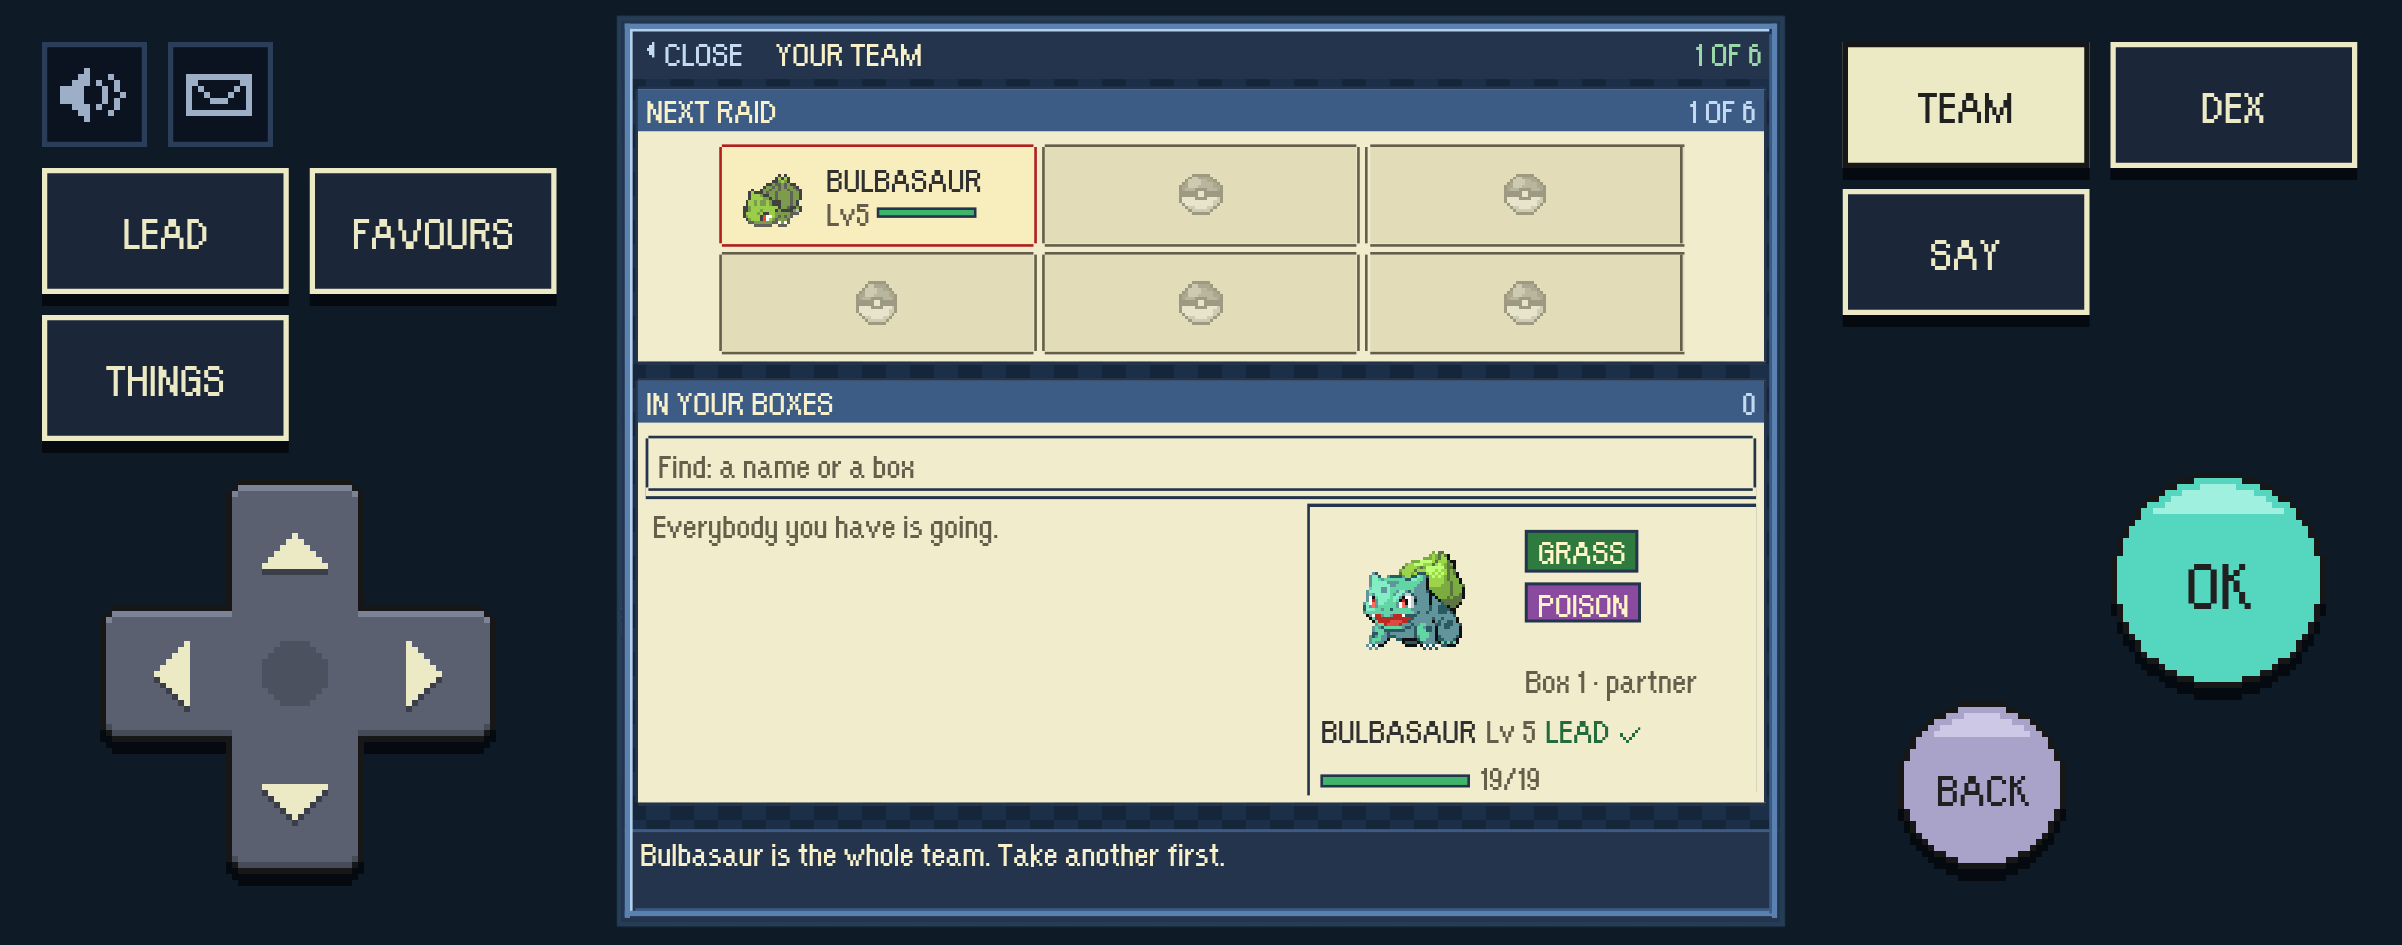 CLOSE YOUR TEAM 1 OF 6
NEXT RAID 1 OF 6
BULBASAUR
Lv5
IN YOUR BOXES 0
Find: a name or a box
Everybody you have is going.
GRASS
POISON
Box 1 · partner
BULBASAUR Lv 5 LEAD ✓
19/19
Bulbasaur is the whole team. Take another first.
LEAD
FAVOURS
THINGS
TEAM
DEX
SAY
OK
BACK